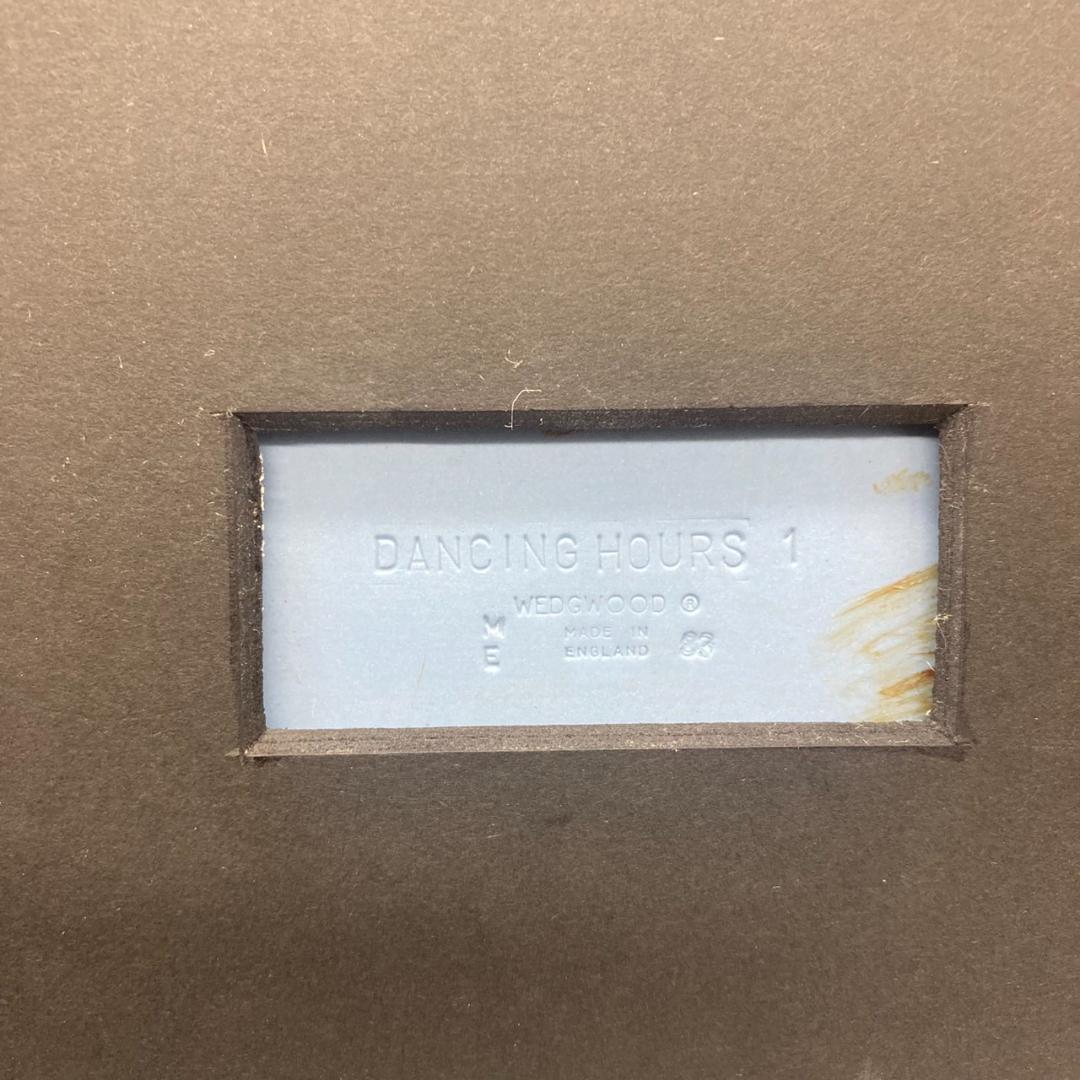 DANCING HOURS 1
WEDGWOOD ®
M
E
MADE IN
ENGLAND